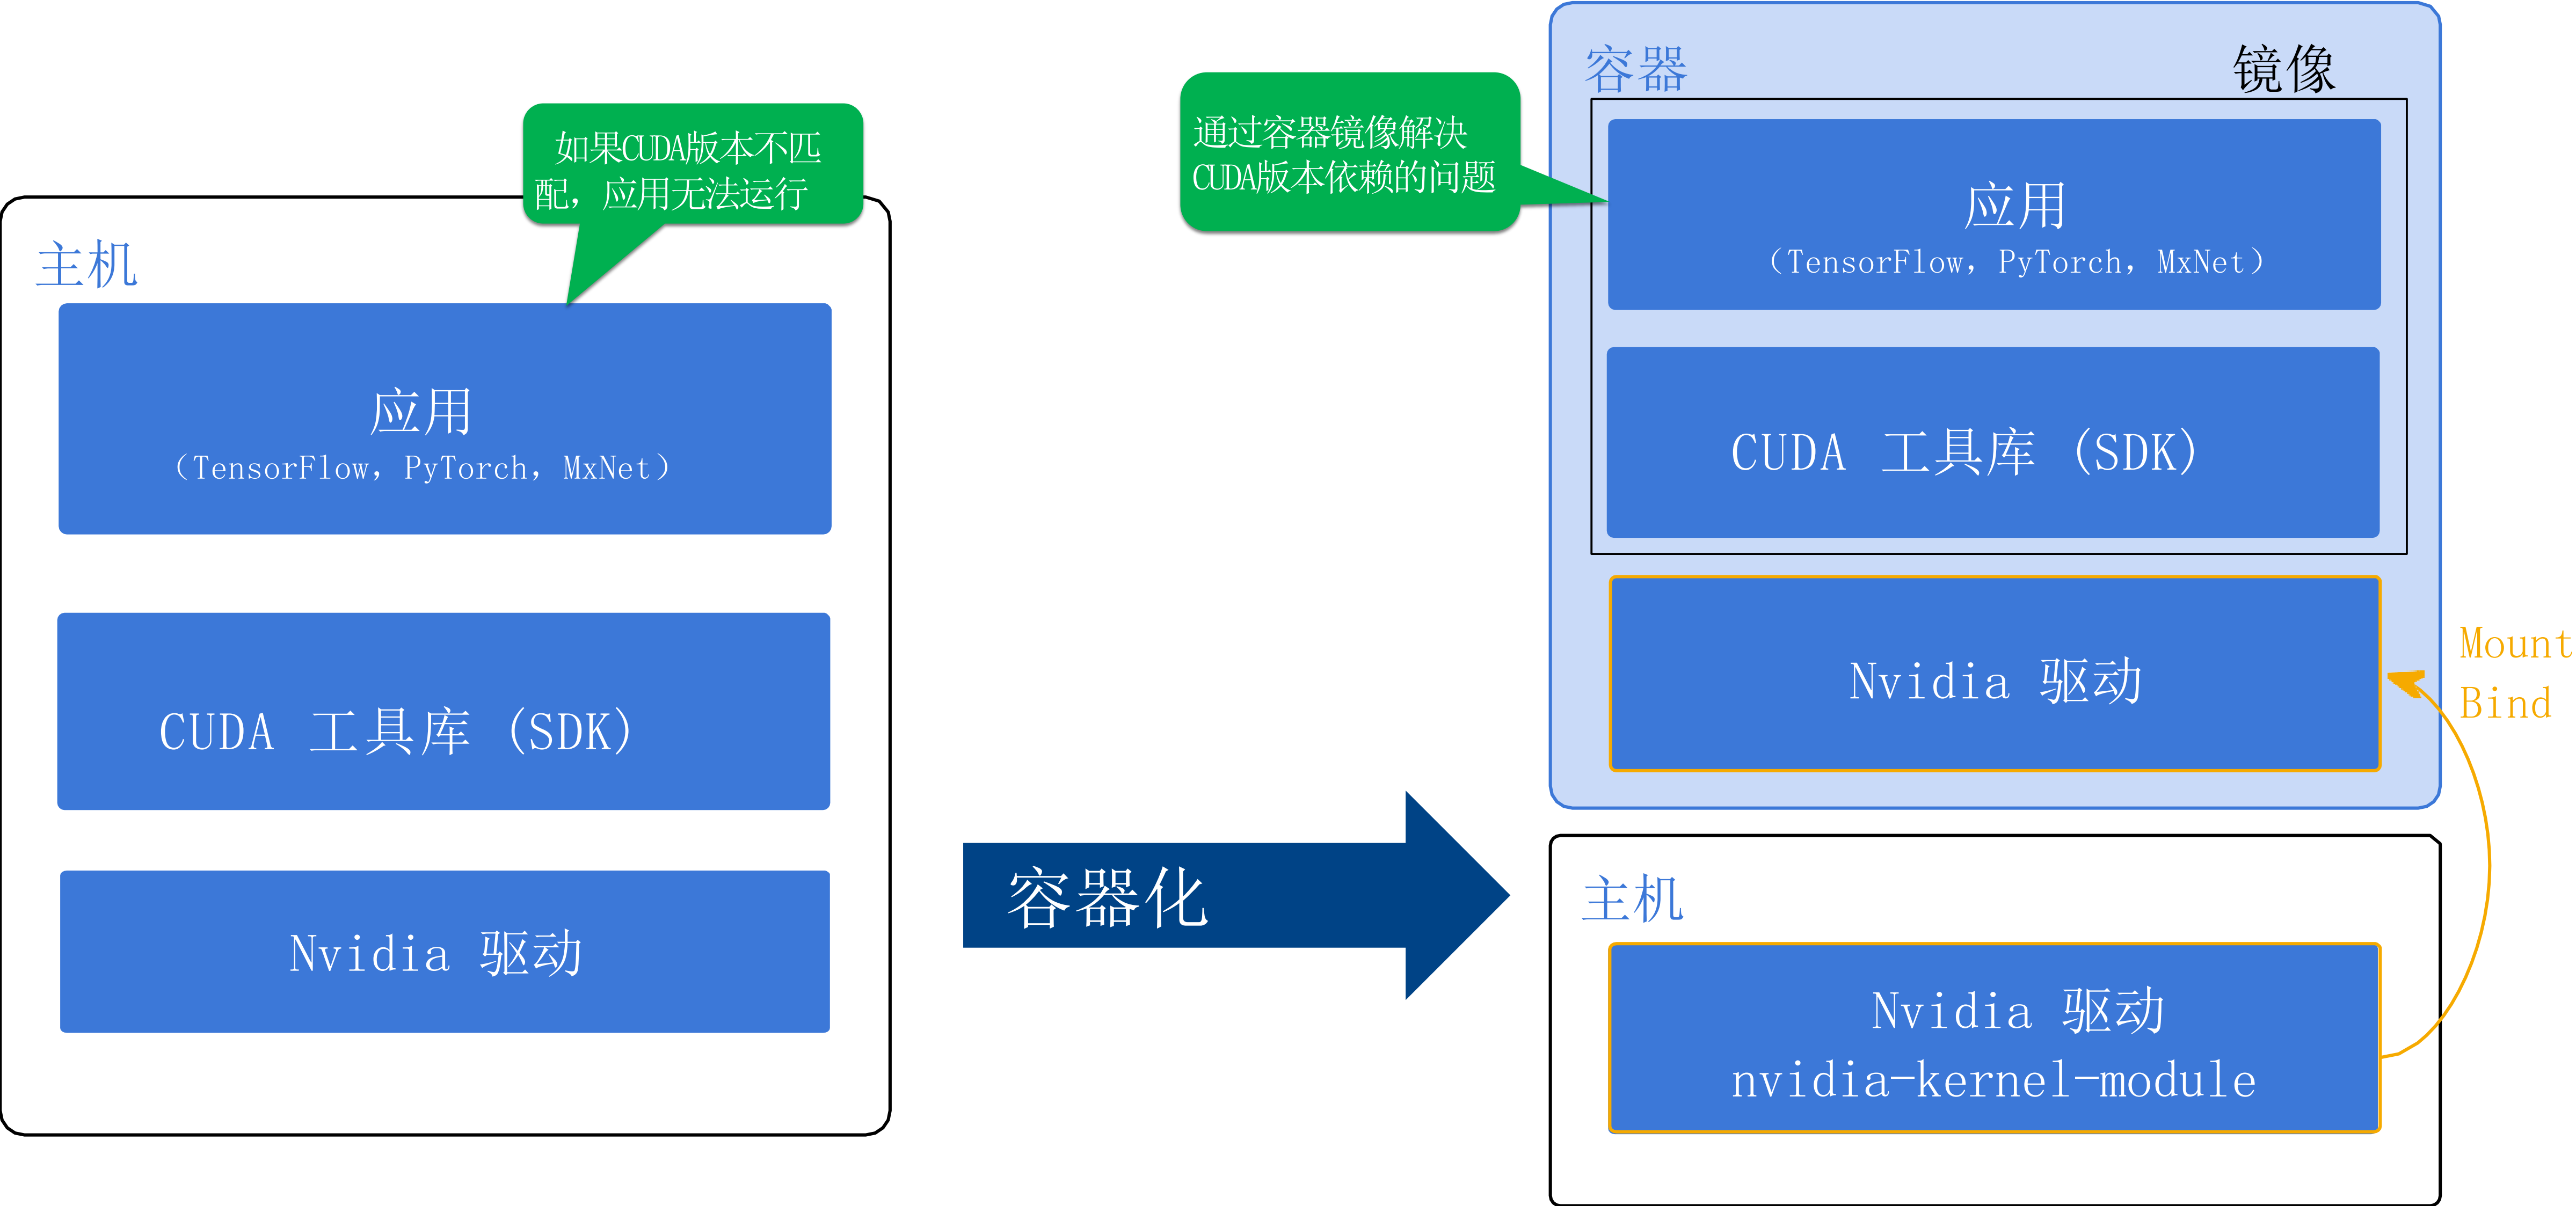 如果CUDA版本不匹
配，应用无法运行
主机
应用
（TensorFlow，PyTorch，MxNet）
CUDA 工具库 (SDK)
Nvidia 驱动
容器化
通过容器镜像解决
CUDA版本依赖的问题
容器
镜像
应用
（TensorFlow，PyTorch，MxNet）
CUDA 工具库 (SDK)
Nvidia 驱动
Mount
Bind
主机
Nvidia 驱动
nvidia-kernel-module